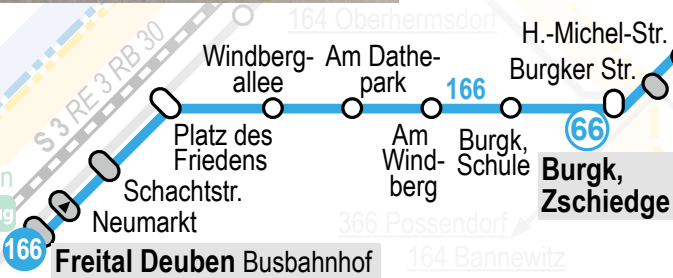 164 Oberhermsdorf
H.-Michel-Str.
Windberg-
allee
Am Dathe-
park
Burgker Str.
S 3 RE 3 RB 30
166
66
Platz des
Friedens
Am
Wind-
berg
Burgk,
Schule
Burgk,
Zschiedge
Schachtstr.
Neumarkt
366 Possendorf
166
Freital Deuben Busbahnhof
164 Bannewitz